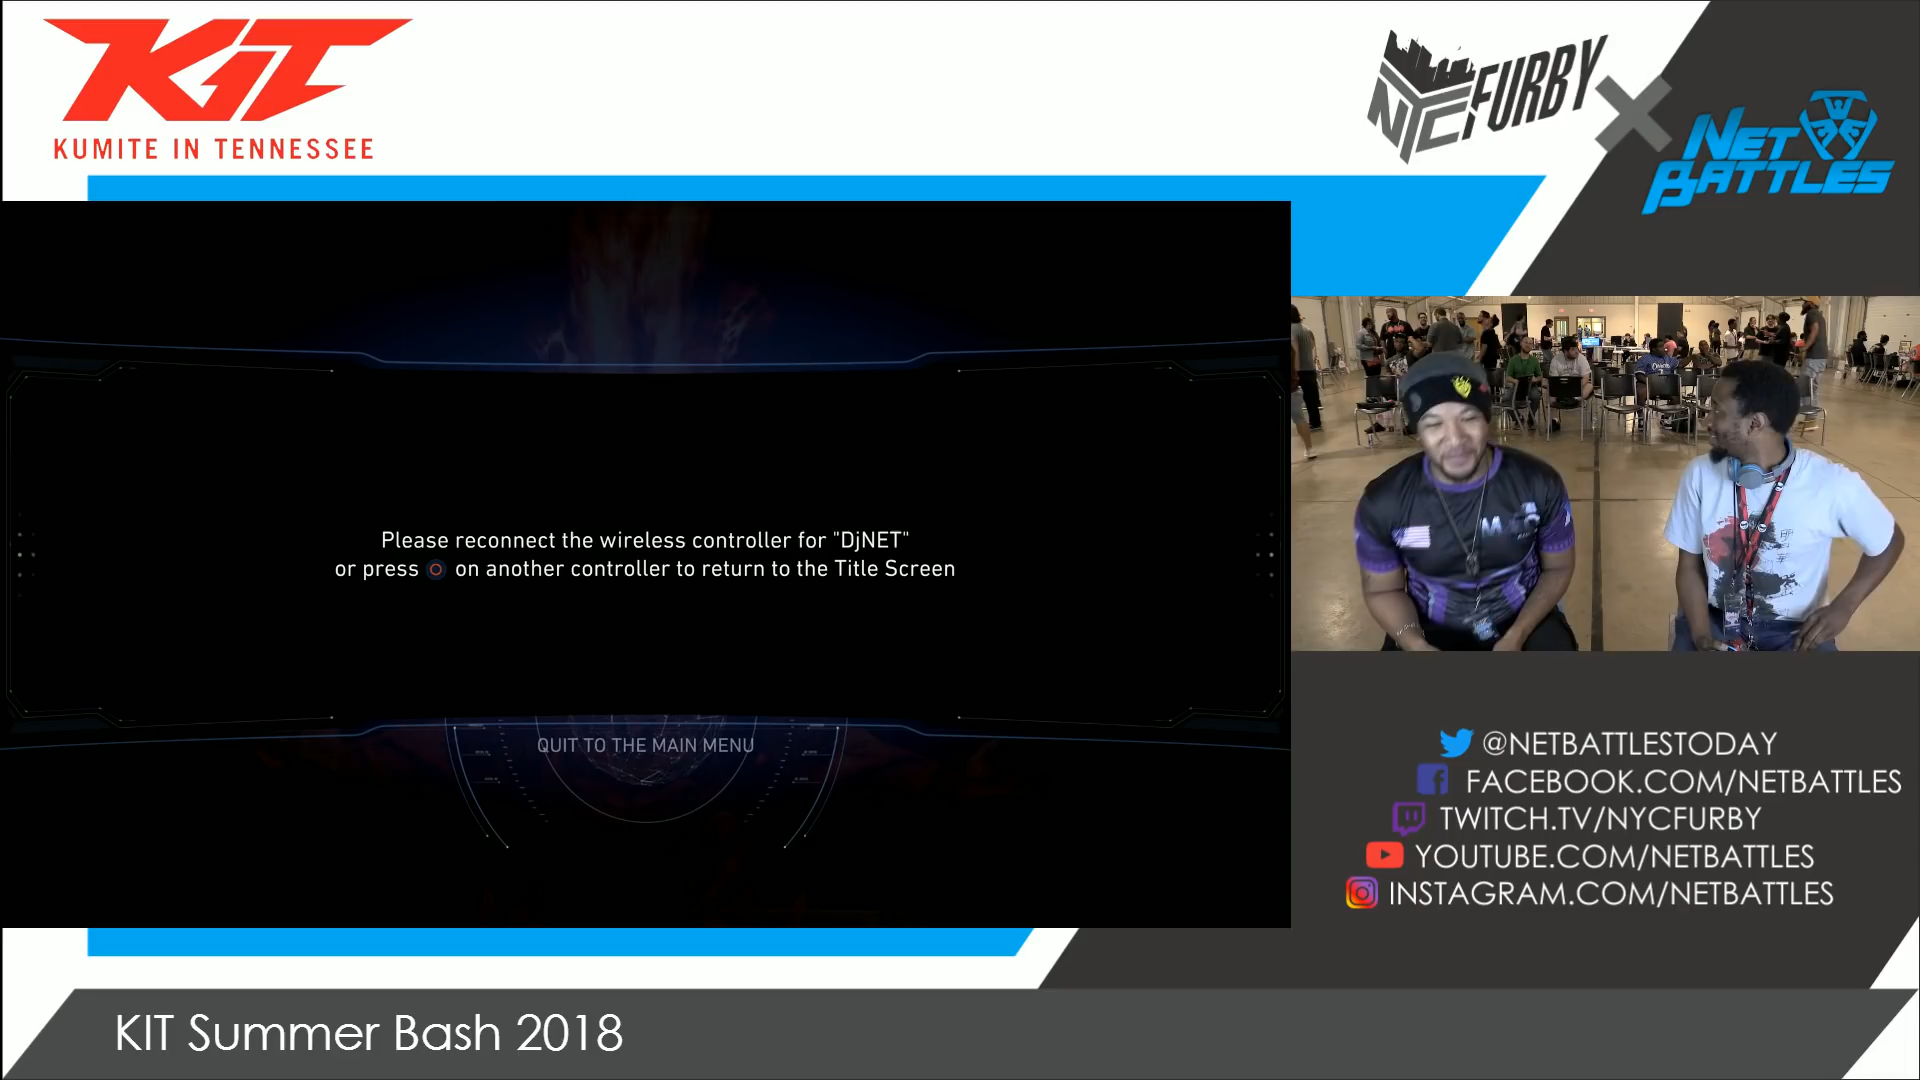 KIT
KUMITE IN TENNESSEE
NYCFURBY
X
NET
BATTLES
Please reconnect the wireless controller for "DjNET"
or press on another controller to return to the Title Screen
QUIT TO THE MAIN MENU
@NETBATTLESTODAY
FACEBOOK.COM/NETBATTLES
TWITCH.TV/NYCFURBY
YOUTUBE.COM/NETBATTLES
INSTAGRAM.COM/NETBATTLES
KIT Summer Bash 2018